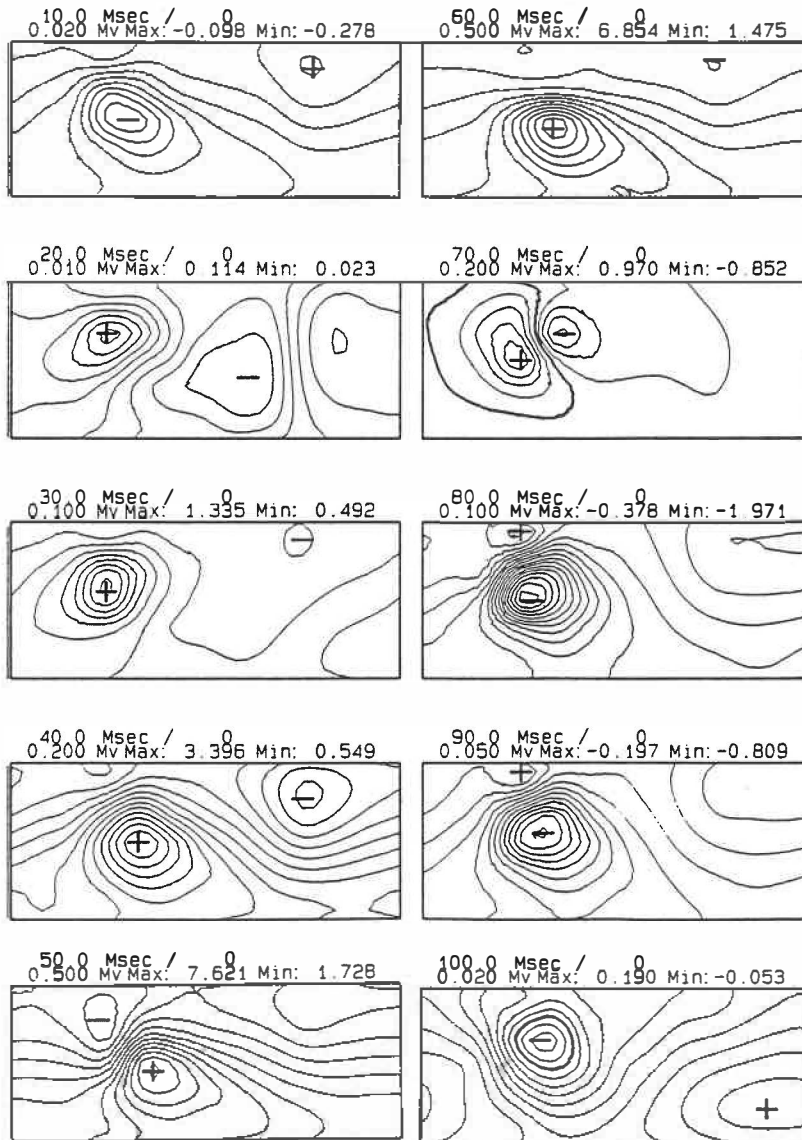 10.0 Msec / 0
0.020 Mv Max: -0.098 Min: -0.278
60.0 Msec / 0
0.500 Mv Max: 6.854 Min: 1.475
20.0 Msec / 0
0.010 Mv Max: 0.114 Min: 0.023
70.0 Msec / 0
0.200 Mv Max: 0.970 Min: -0.852
30.0 Msec / 0
0.100 Mv Max: 1.335 Min: 0.492
80.0 Msec / 0
0.100 Mv Max: -0.378 Min: -1.971
40.0 Msec / 0
0.200 Mv Max: 3.396 Min: 0.549
90.0 Msec / 0
0.050 Mv Max: -0.197 Min: -0.809
50.0 Msec / 0
0.500 Mv Max: 7.621 Min: 1.728
100.0 Msec / 0
0.020 Mv Max: 0.190 Min: -0.053